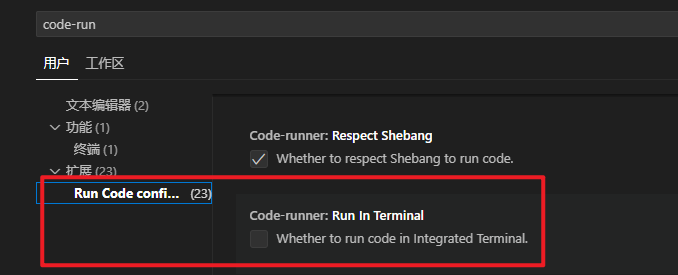 code-run
用户 工作区
文本编辑器 (2)
功能 (1)
终端 (1)
扩展 (23)
Run Code confi... (23)
Code-runner: Respect Shebang
Whether to respect Shebang to run code.
Code-runner: Run In Terminal
Whether to run code in Integrated Terminal.